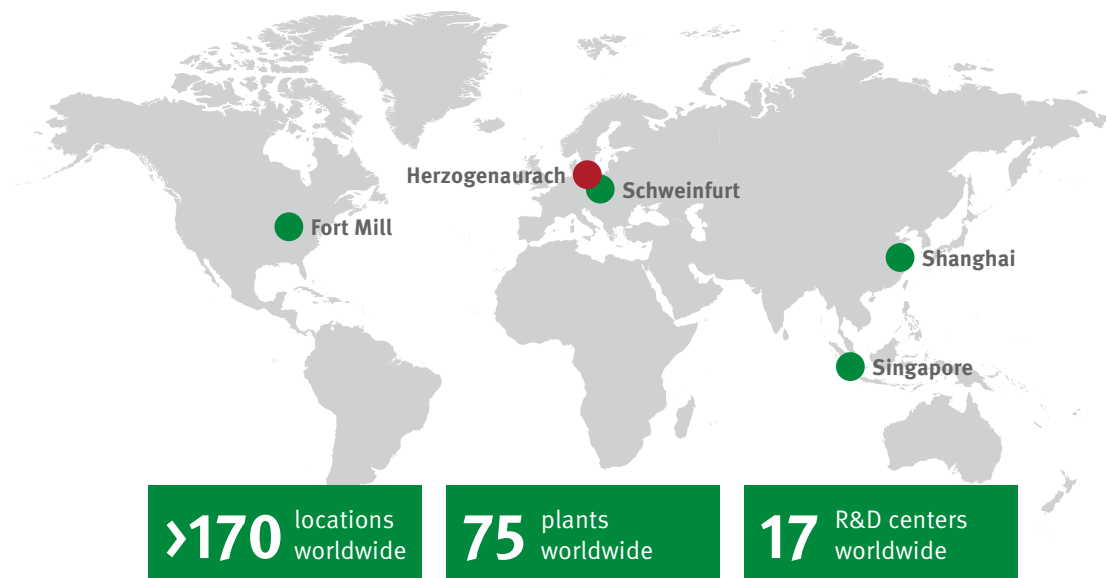 Herzogenaurach
Schweinfurt
Fort Mill
Shanghai
Singapore
>170 locations
worldwide
75 plants
worldwide
17 R&D centers
worldwide